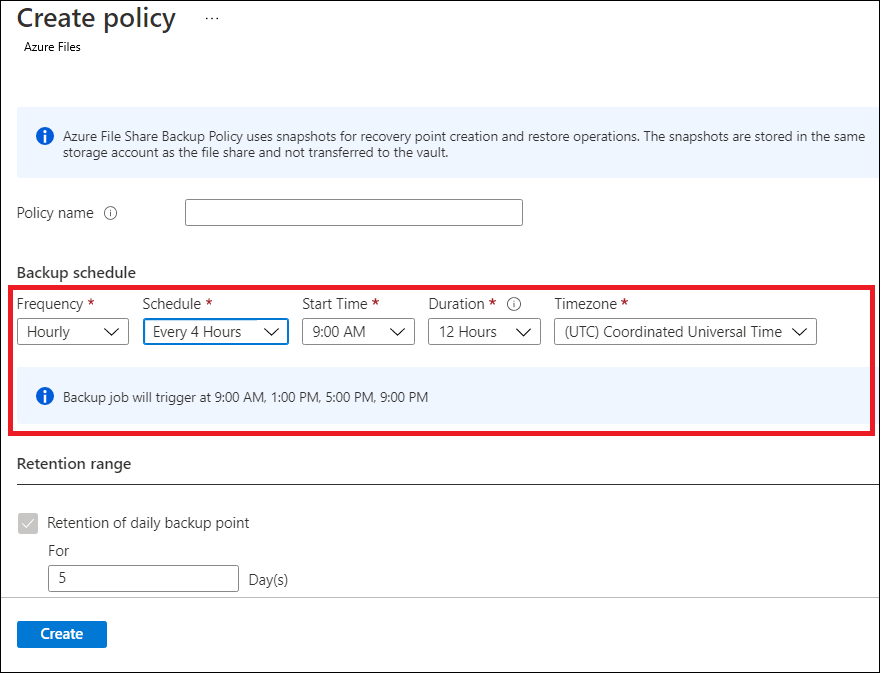 Create policy ...
Azure Files
Azure File Share Backup Policy uses snapshots for recovery point creation and restore operations. The snapshots are stored in the same
storage account as the file share and not transferred to the vault.
Policy name
Backup schedule
Frequency * Schedule * Start Time * Duration * Timezone *
Hourly Every 4 Hours 9:00 AM 12 Hours (UTC) Coordinated Universal Time
Backup job will trigger at 9:00 AM, 1:00 PM, 5:00 PM, 9:00 PM
Retention range
Retention of daily backup point
For
5 Day(s)
Create